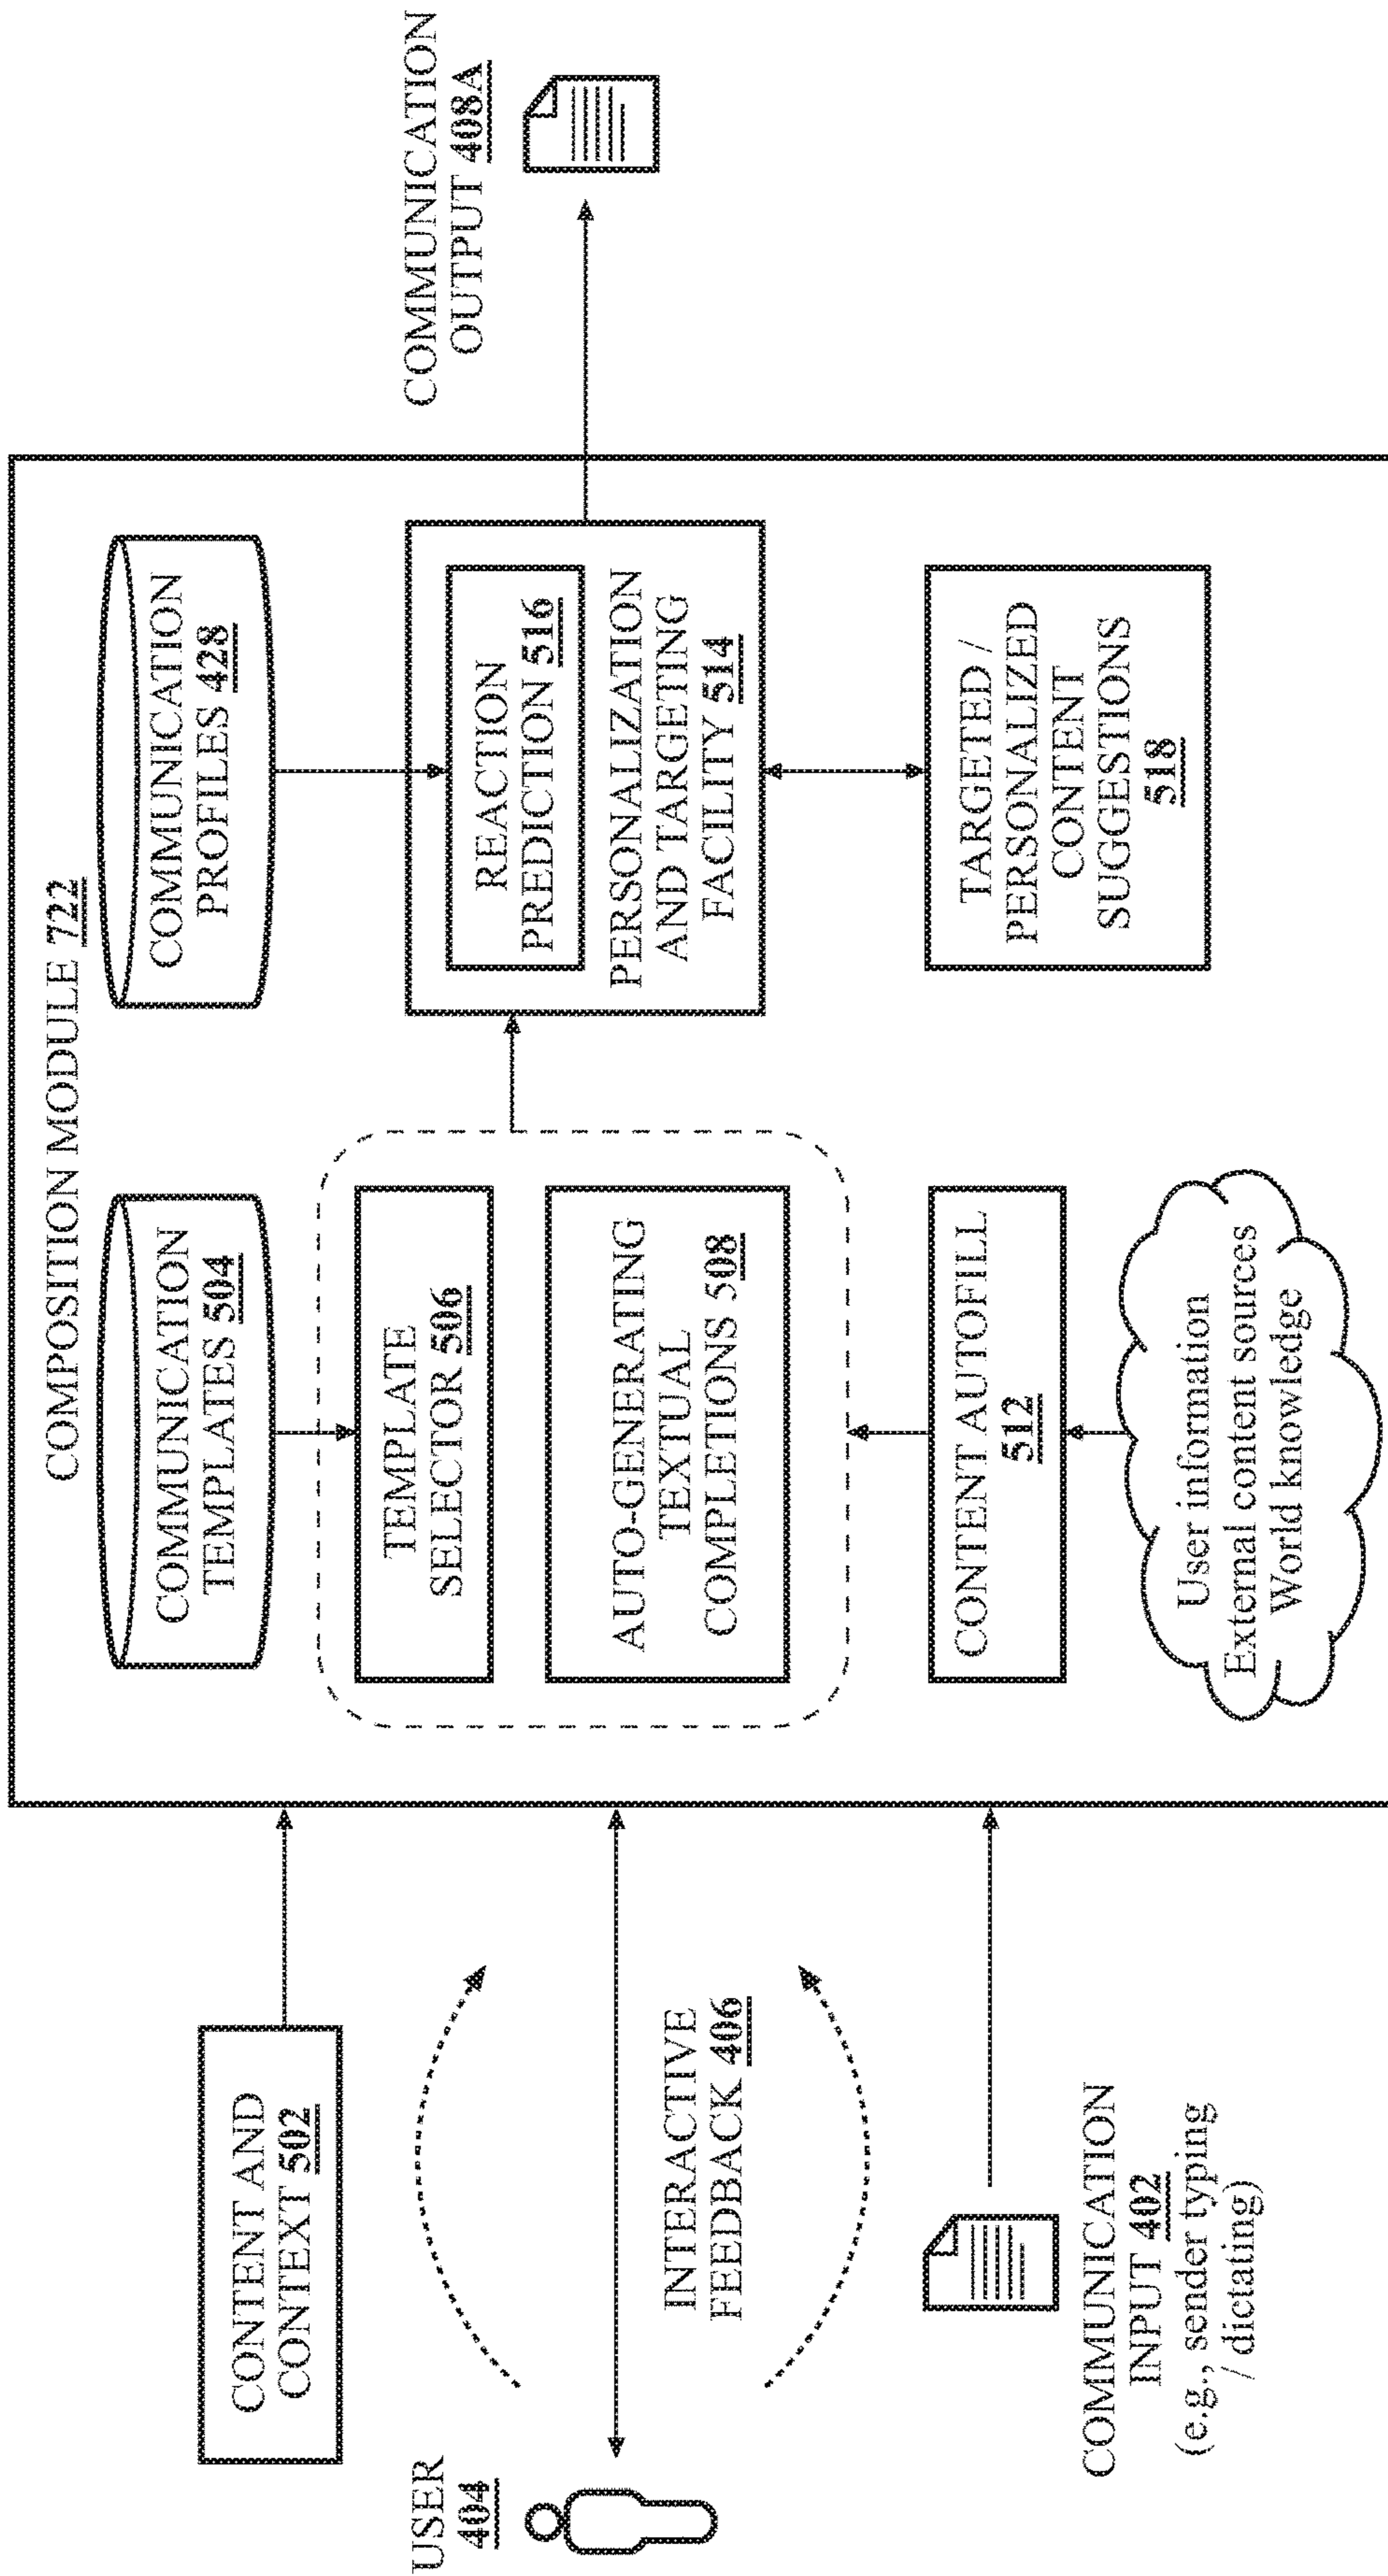 COMPOSITION MODULE 722
CONTENT AND
CONTEXT 502
USER
404
INTERACTIVE
FEEDBACK 406
COMMUNICATION
INPUT 402
(e.g., sender typing
/ dictating)
COMMUNICATION
TEMPLATES 504
TEMPLATE
SELECTOR 506
AUTO-GENERATING
TEXTUAL
COMPLETIONS 508
CONTENT AUTOFILL
512
User information
External content sources
World knowledge
COMMUNICATION
PROFILES 428
REACTION
PREDICTION 516
PERSONALIZATION
AND TARGETING
FACILITY 514
TARGETED /
PERSONALIZED
CONTENT
SUGGESTIONS
518
COMMUNICATION
OUTPUT 408A